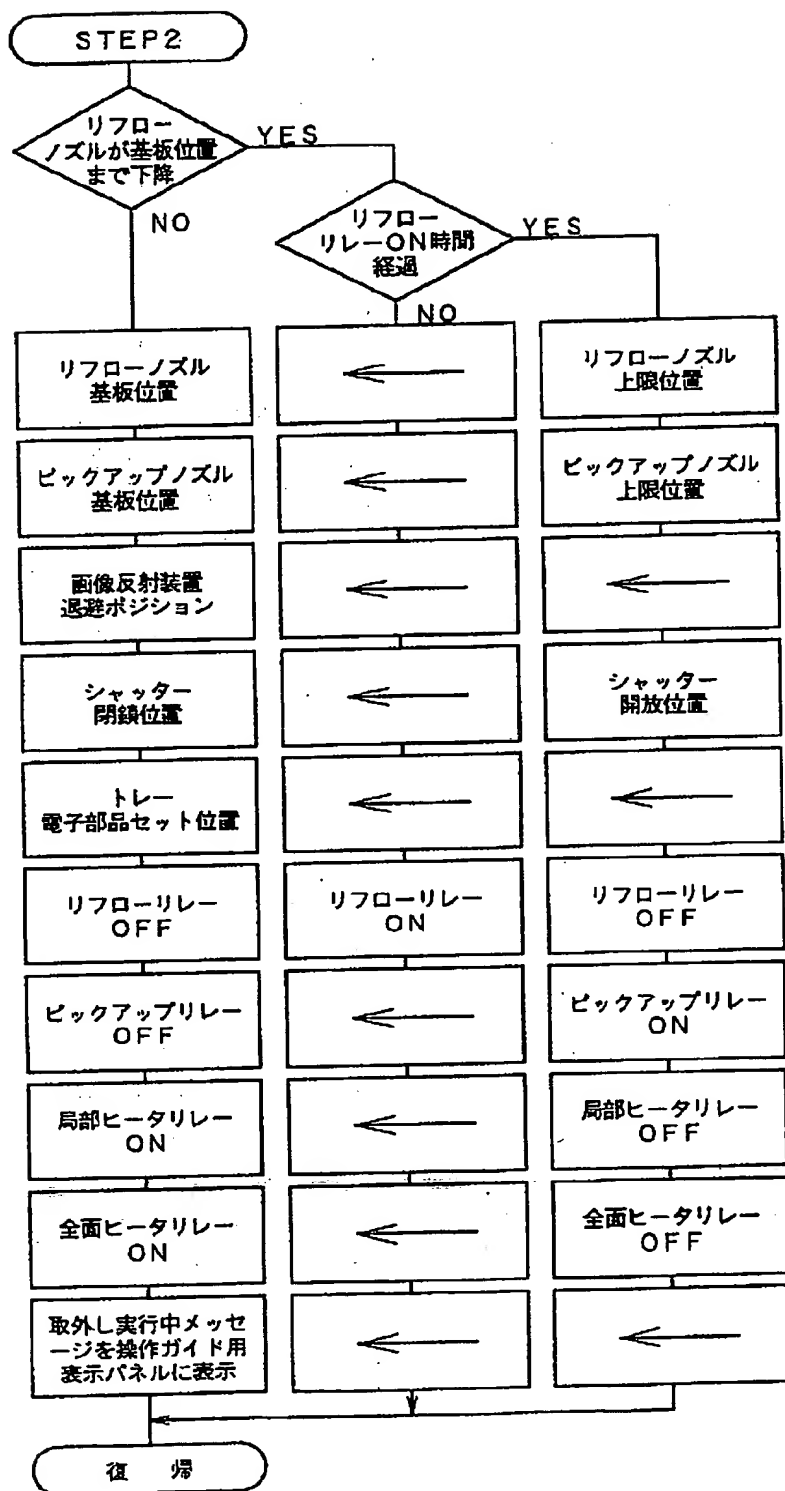 STEP2
リフロー
ノズルが基板位置
まで下降
YES
NO
リフロー
リレーON時間
経過
YES
NO
リフローノズル
基板位置
リフローノズル
上限位置
ピックアップノズル
基板位置
ピックアップノズル
上限位置
画像反射装置
退避ポジション
シャッター
閉鎖位置
シャッター
開放位置
トレー
電子部品セット位置
リフローリレー
OFF
リフローリレー
ON
リフローリレー
OFF
ピックアップリレー
OFF
ピックアップリレー
ON
局部ヒータリレー
ON
局部ヒータリレー
OFF
全面ヒータリレー
ON
全面ヒータリレー
OFF
取外し実行中メッセ
ージを操作ガイド用
表示パネルに表示
復 帰